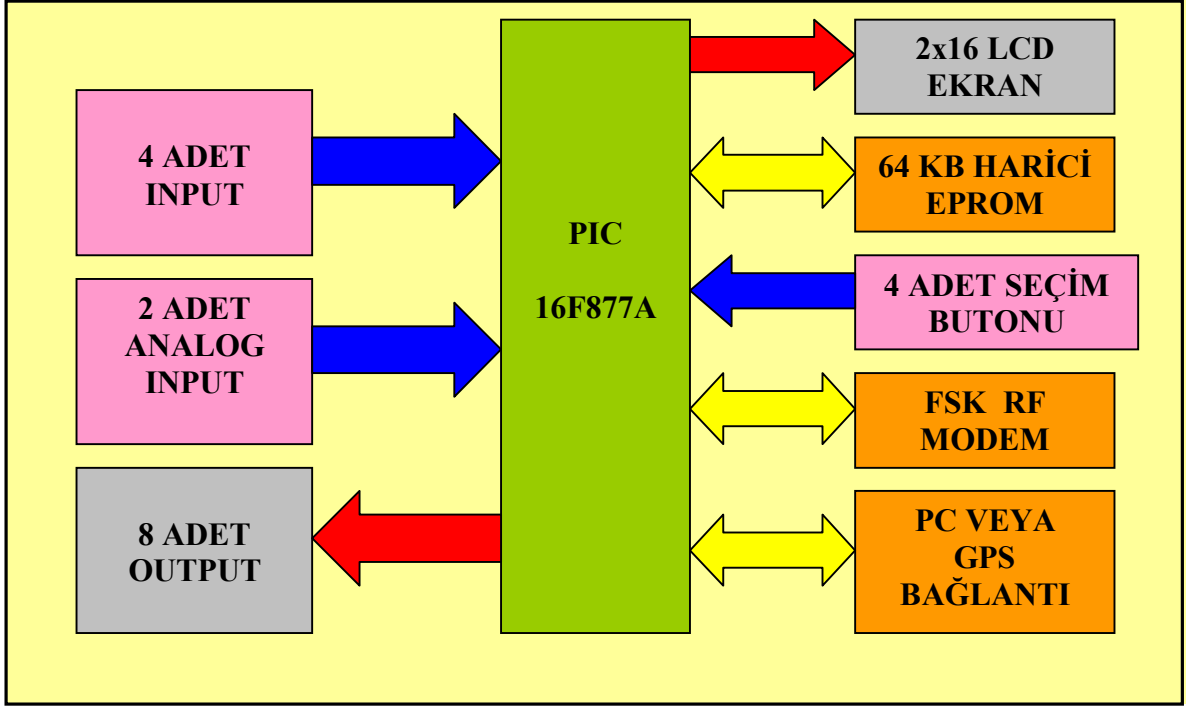 4 ADET
INPUT
2 ADET
ANALOG
INPUT
8 ADET
OUTPUT
PIC
16F877A
2x16 LCD
EKRAN
64 KB HARİCİ
EPROM
4 ADET SEÇİM
BUTONU
FSK RF
MODEM
PC VEYA
GPS
BAĞLANTI